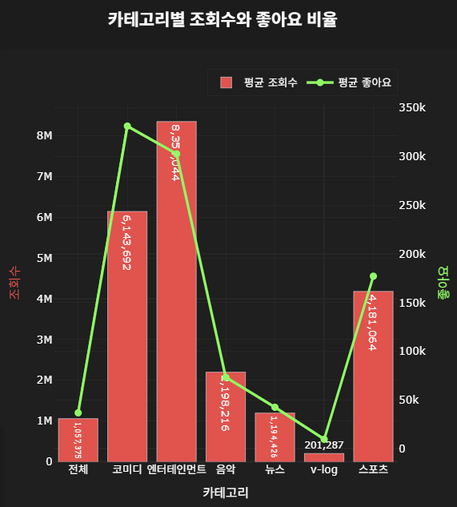 카테고리별 조회수와 좋아요 비율
평균 조회수 평균 좋아요
350k
300k
250k
200k
150k
100k
50k
0
8M
7M
6M
5M
4M
3M
2M
1M
0
조회수
좋아요
1,057,375
6,143,692
2,198,216
1,194,426
201,287
4,181,064
전체 코미디 엔터테인먼트 음악 뉴스 v-log 스포츠
카테고리